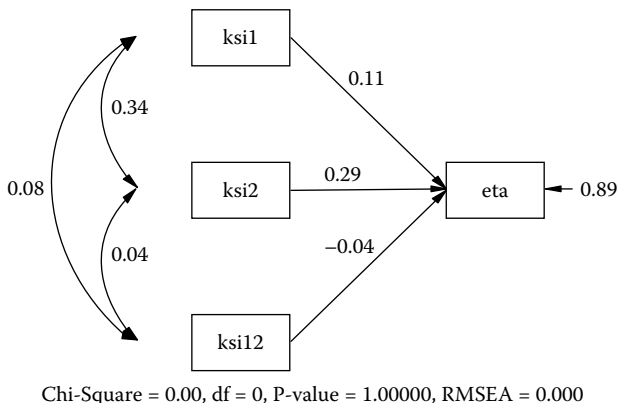 ksi1
0.11
0.34
0.08
ksi2
0.29
eta
0.89
0.04
–0.04
ksi12
Chi-Square = 0.00, df = 0, P-value = 1.00000, RMSEA = 0.000